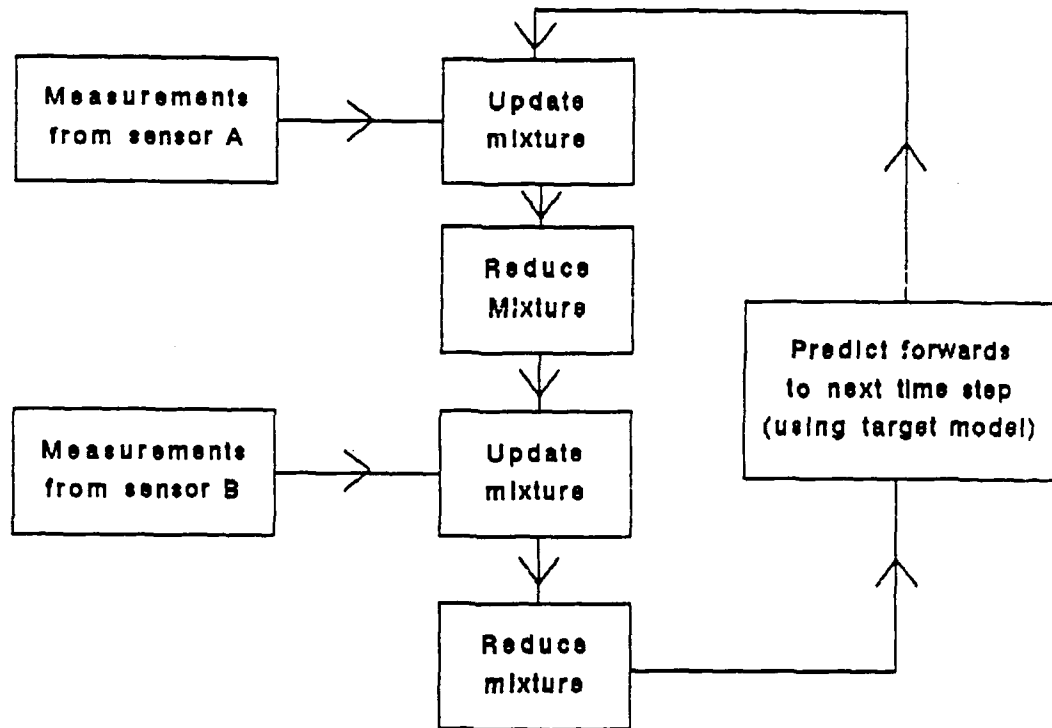 Measurements
from sensor A
Update
mixture
Reduce
Mixture
Predict forwards
to next time step
(using target model)
Measurements
from sensor B
Update
mixture
Reduce
mixture